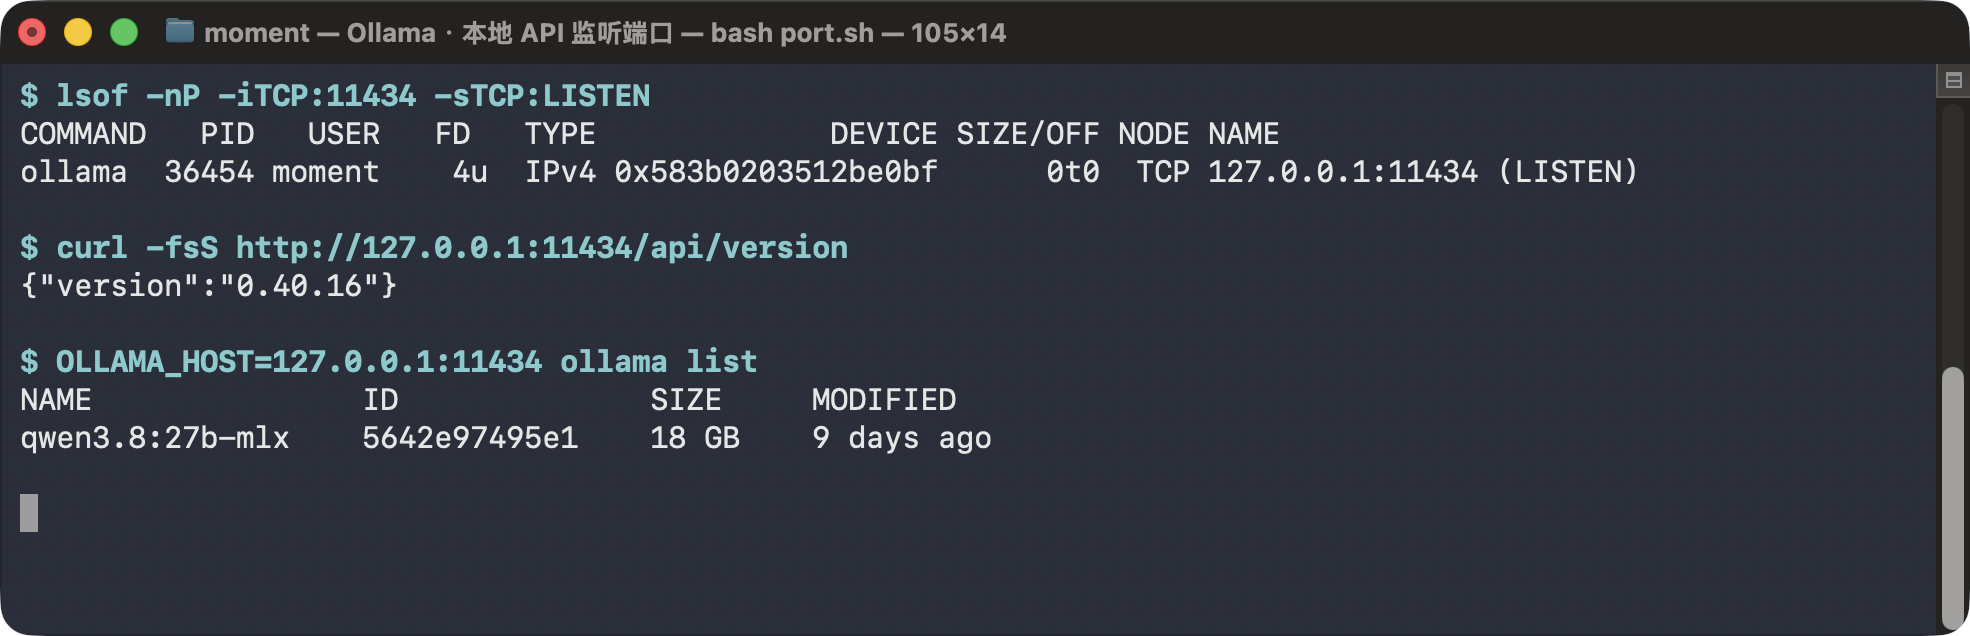 moment — Ollama · 本地 API 监听端口 — bash port.sh — 105×14
$ lsof -nP -iTCP:11434 -sTCP:LISTEN
COMMAND   PID   USER   FD   TYPE             DEVICE SIZE/OFF NODE NAME
ollama  36454 moment    4u  IPv4 0x583b0203512be0bf      0t0  TCP 127.0.0.1:11434 (LISTEN)
$ curl -fsS http://127.0.0.1:11434/api/version
{"version":"0.40.16"}
$ OLLAMA_HOST=127.0.0.1:11434 ollama list
NAME               ID              SIZE     MODIFIED
qwen3.8:27b-mlx    5642e97495e1    18 GB    9 days ago